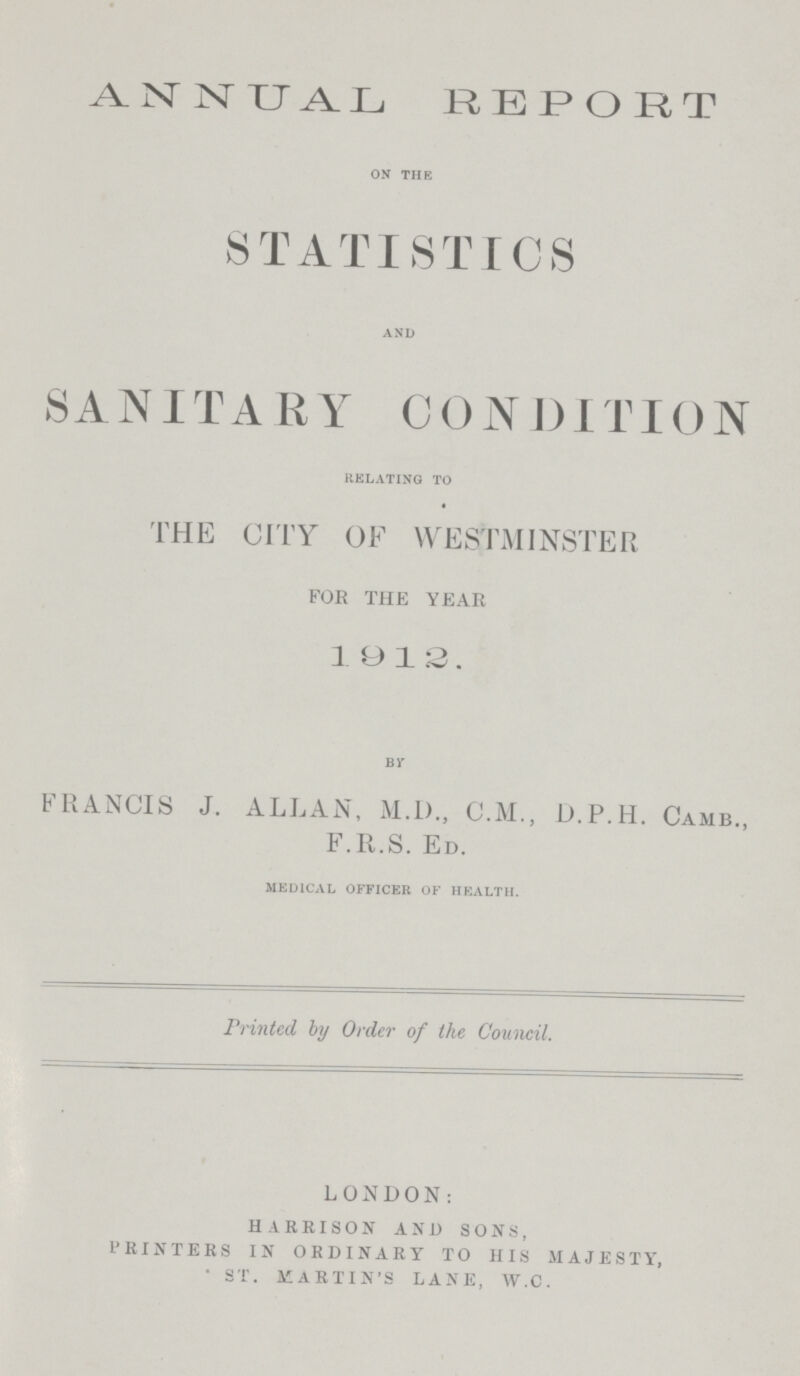 ANNUAL REPORT
ON THE
STATISTICS
AND
SANITARY CONDITION
RELATING TO
THE CITY OF WESTMINSTER
FOR THE YEAR
1912.
BY
FRANCIS J. ALLAN, M.D., C.M., D.P.H. CAMB.,
F.R.S. ED.
MEDICAL OFFICER OF HEALTH.
Printed by Order of the Council.
LONDON:
HARRISON AND SONS,
PRINTERS IN ORDINARY TO HIS MAJESTY,
ST. MARTIN'S LANE, W.C.